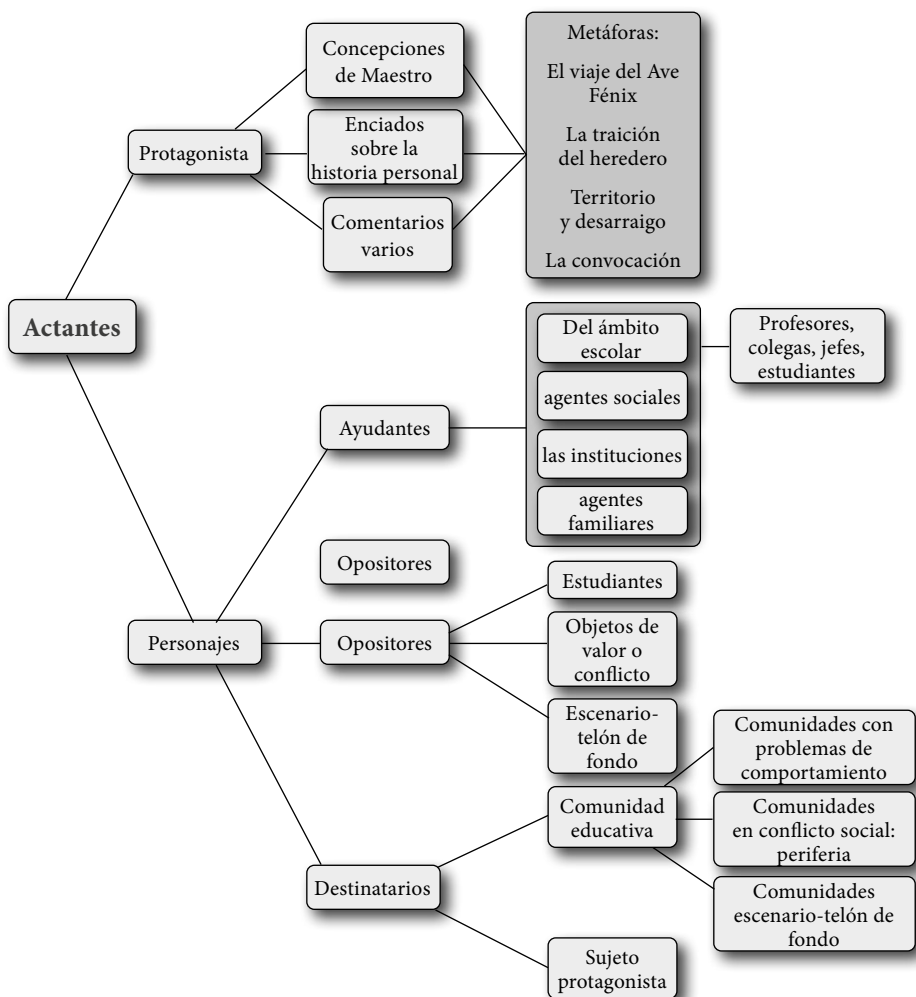 Actantes
Protagonista
Concepciones
de Maestro
Enciados
sobre la
historia personal
Comentarios
varios
Metáforas:
El viaje del Ave
Fénix
La traición
del heredero
Territorio
y desarraigo
La convocación
Personajes
Ayudantes
Del ámbito
escolar
agentes sociales
las instituciones
agentes
familiares
Profesores,
colegas, jefes,
estudiantes
Opositores
Opositores
Estudiantes
Objetos de
valor o
conflicto
Escenario-
telón de
fondo
Destinatarios
Comunidad
educativa
Comunidades con
problemas de
comportamiento
Comunidades
en conflicto social:
periferia
Comunidades
escenario-telón de
fondo
Sujeto
protagonista